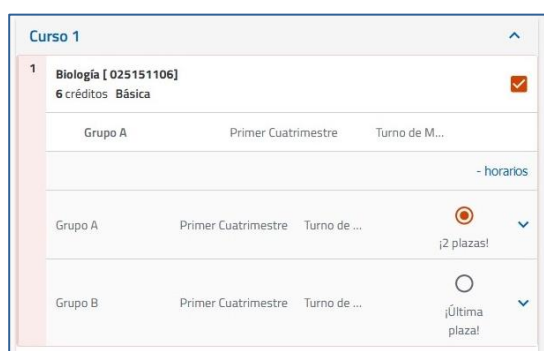 Curso 1
1
Biología [ 025151106]
6 créditos Básica
Grupo A Primer Cuatrimestre Turno de M...
- horarios
Grupo A Primer Cuatrimestre Turno de ...
¡2 plazas!
Grupo B Primer Cuatrimestre Turno de ...
¡Última
plaza!